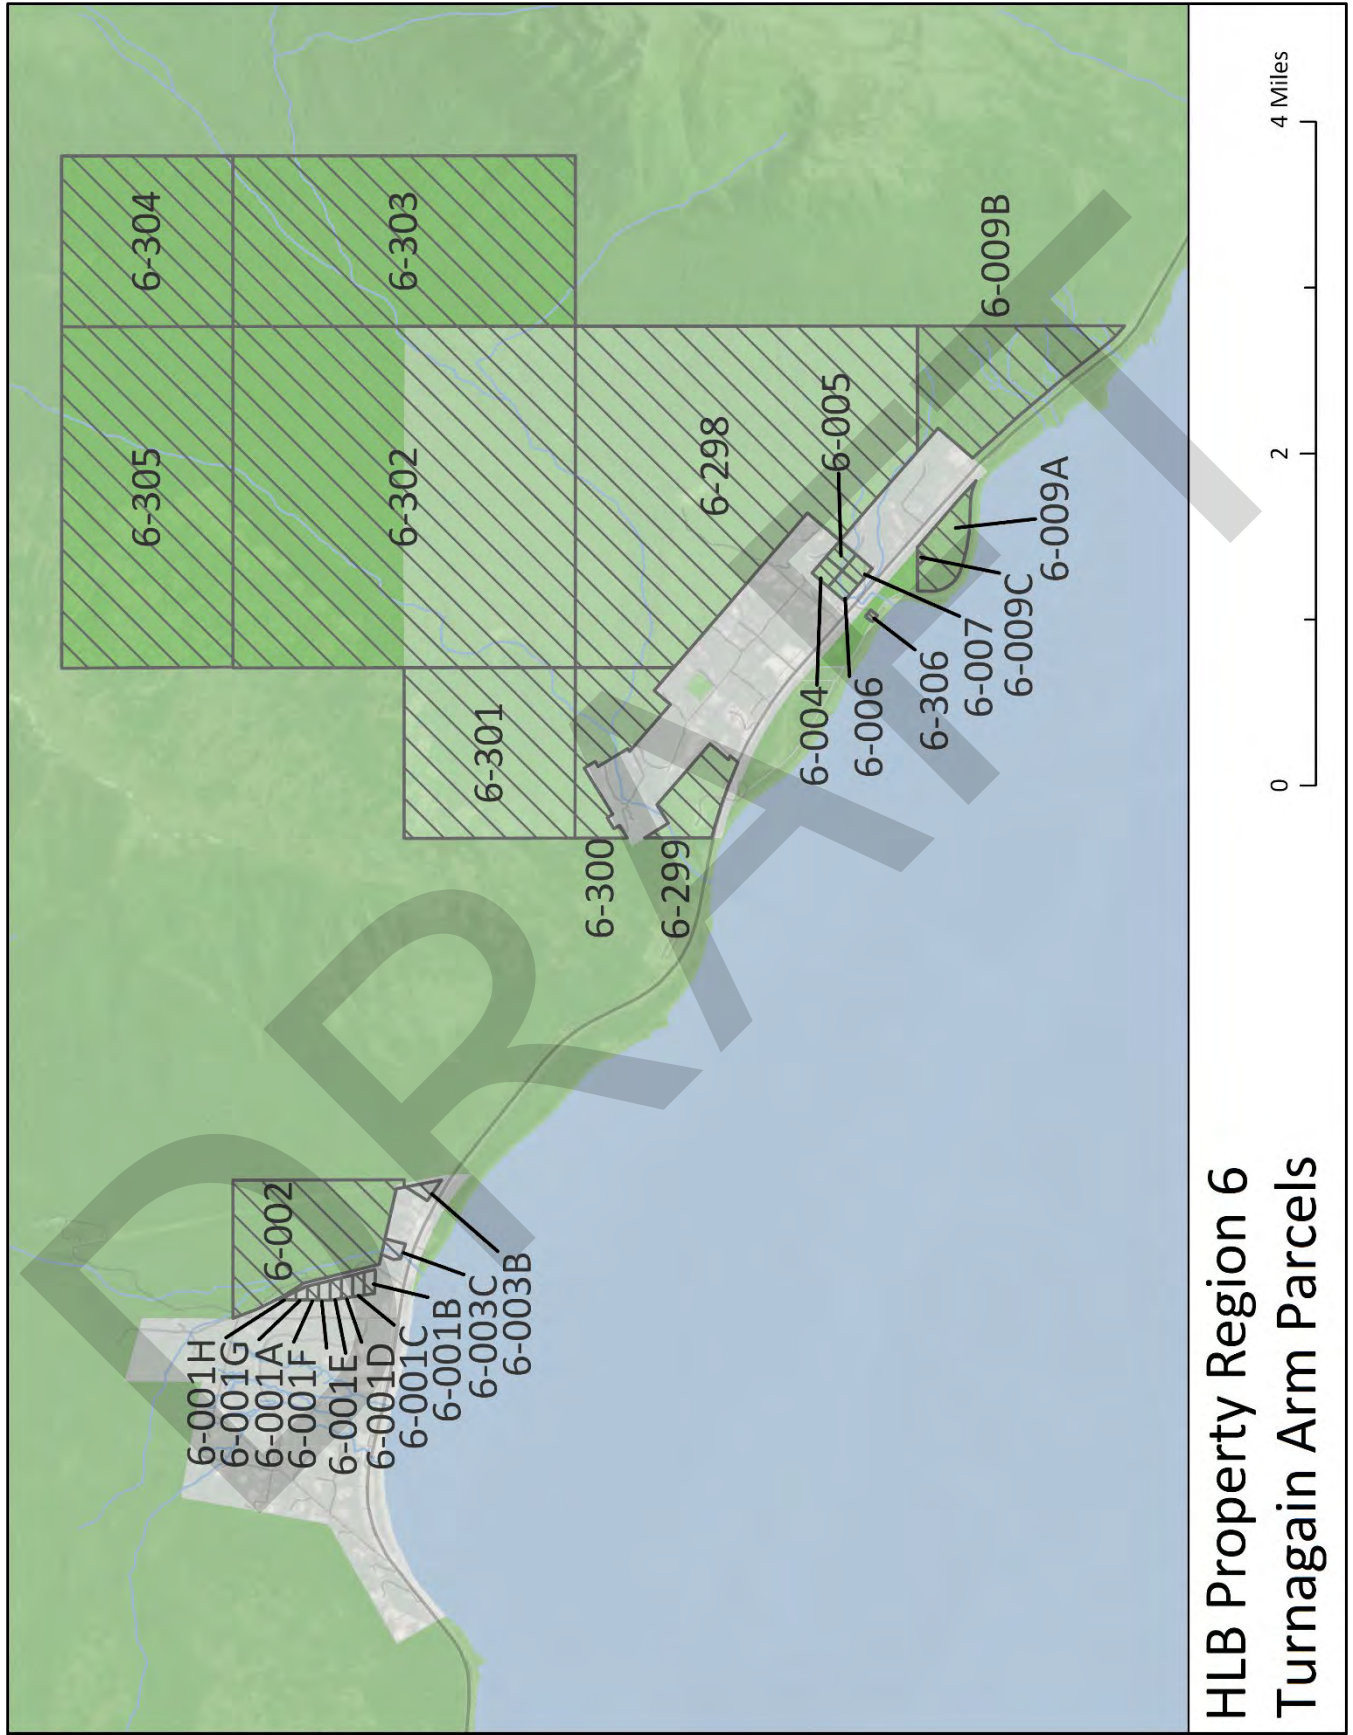 6-304
6-305
6-303
6-302
6-301
6-298
6-300
6-299
6-005
6-009B
6-004
6-006
6-306
6-007
6-009C
6-009A
6-002
6-001H
6-001G
6-001A
6-001F
6-001E
6-001D
6-001C
6-001B
6-003C
6-003B
DRAFT
HLB Property Region 6
Turnagain Arm Parcels
0 2 4 Miles